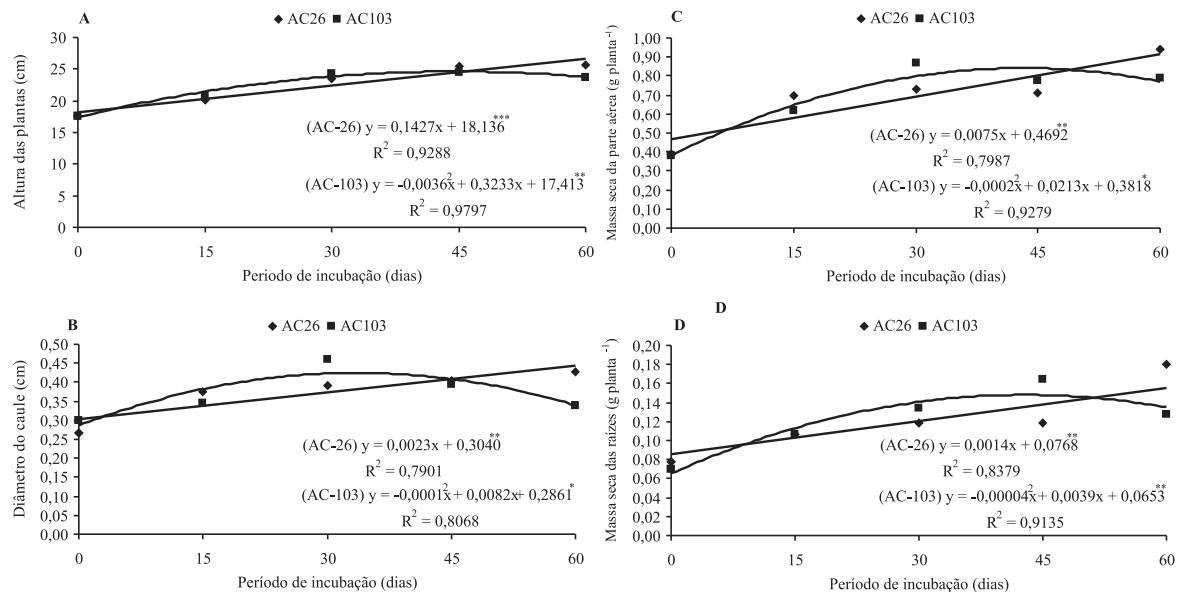 A
AC26 AC103
Altura das plantas (cm)
30
25
20
15
10
5
0
(AC-26) y = 0,1427x + 18,136***
R² = 0,9288
(AC-103) y = -0,0036x² + 0,3233x + 17,413**
R² = 0,9797
0 15 30 45 60
Período de incubação (dias)
C
AC26 AC103
Massa seca da parte aérea (g planta⁻¹)
1,00
0,90
0,80
0,70
0,60
0,50
0,40
0,30
0,20
0,10
0,00
(AC-26) y = 0,0075x + 0,4692**
R² = 0,7987
(AC-103) y = -0,0002x² + 0,0213x + 0,3818*
R² = 0,9279
0 15 30 45 60
Período de incubação (dias)
B
AC26 AC103
Diâmetro do caule (cm)
0,50
0,45
0,40
0,35
0,30
0,25
0,20
0,15
0,10
0,05
0,00
(AC-26) y = 0,0023x + 0,3040**
R² = 0,7901
(AC-103) y = -0,0001x² + 0,0082x + 0,2861*
R² = 0,8068
0 15 30 45 60
Período de incubação (dias)
D
D
AC26 AC103
Massa seca das raízes (g planta⁻¹)
0,20
0,18
0,16
0,14
0,12
0,10
0,08
0,06
0,04
0,02
0,00
(AC-26) y = 0,0014x + 0,0768**
R² = 0,8379
(AC-103) y = -0,00004x² + 0,0039x + 0,0653**
R² = 0,9135
0 15 30 45 60
Período de incubação (dias)